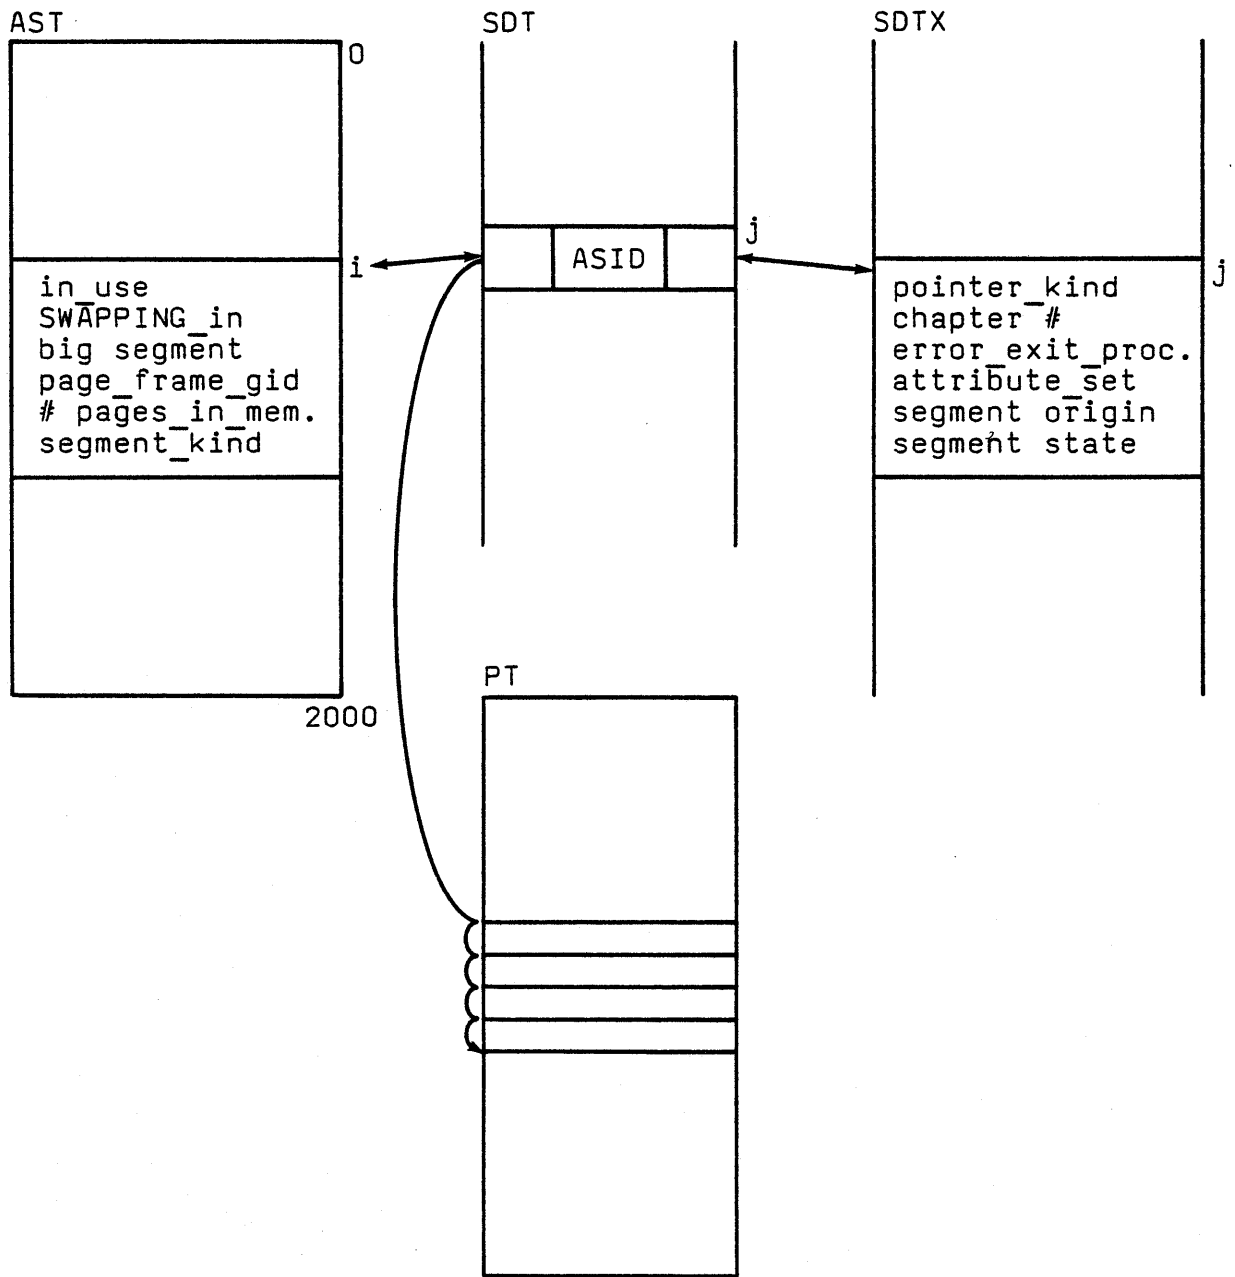 AST
0
i
in_use
SWAPPING_in
big segment
page_frame_gid
# pages_in_mem.
segment_kind
2000
SDT
j
ASID
SDTX
j
pointer_kind
chapter #
error_exit_proc.
attribute_set
segment origin
segment state
PT